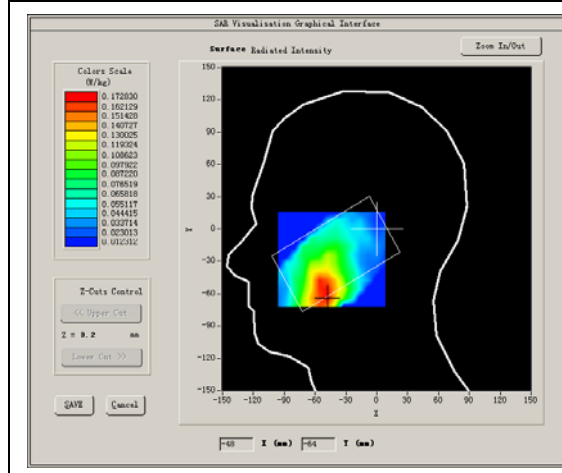 SAR Visualisation Graphical Interface
Surface Radiated Intensity
Zoom In/Out
Colors Scale
(W/kg)
0.172830
0.162129
0.151428
0.140727
0.130025
0.119324
0.108623
0.097922
0.087220
0.076519
0.065818
0.055117
0.044415
0.033714
0.023013
0.012312
150
120
90
60
30
0
-30
-60
-90
-120
-150
Y
-150 -120 -90 -60 -30 0 30 60 90 120 150
X
Z-Cuts Control
<< Upper Cut
Z = 0.2 mm
Lower Cut >>
SAVE Cancel
-48 X (mm) -64 Y (mm)